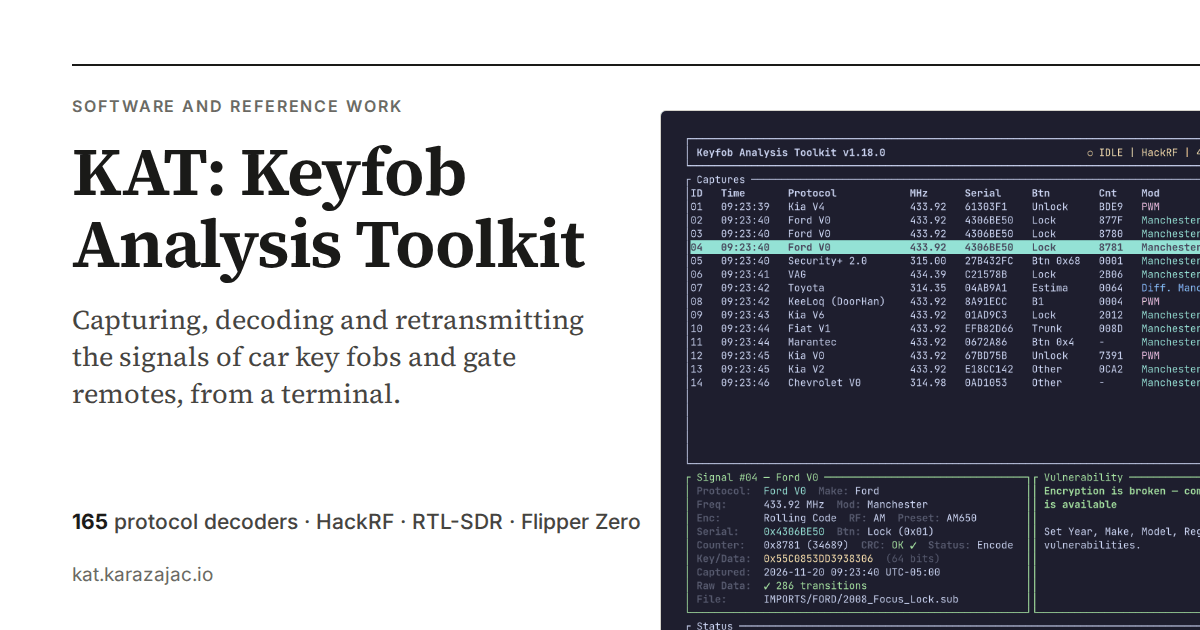 SOFTWARE AND REFERENCE WORK
KAT: Keyfob
Analysis Toolkit
Capturing, decoding and retransmitting
the signals of car key fobs and gate
remotes, from a terminal.
165 protocol decoders · HackRF · RTL-SDR · Flipper Zero
kat.karazajac.io
Keyfob Analysis Toolkit v1.18.0 ○ IDLE | HackRF |
Captures
ID Time Protocol MHz Serial Btn Cnt Mod
01 09:23:39 Kia V4 433.92 61303F1 Unlock BDE9 PWM
02 09:23:40 Ford V0 433.92 4306BE50 Lock 877F Manchester
03 09:23:40 Ford V0 433.92 4306BE50 Lock 8780 Manchester
04 09:23:40 Ford V0 433.92 4306BE50 Lock 8781 Manchester
05 09:23:40 Security+ 2.0 315.00 27B432FC Btn 0x68 0001 Manchester
06 09:23:41 VAG 434.39 C21578B Lock 2B06 Manchester
07 09:23:42 Toyota 314.35 04AB9A1 Estima 0064 Diff. Manc
08 09:23:42 KeeLoq (DoorHan) 433.92 8A91ECC B1 0004 PWM
09 09:23:43 Kia V6 433.92 01AD9C3 Lock 2012 Manchester
10 09:23:44 Fiat V1 433.92 EFB82D66 Trunk 008D Manchester
11 09:23:44 Marantec 433.92 0672A86 Btn 0x4 - Manchester
12 09:23:45 Kia V0 433.92 67BD75B Unlock 7391 PWM
13 09:23:45 Kia V2 433.92 E18CC142 Other 0CA2 Manchester
14 09:23:46 Chevrolet V0 314.98 0AD1053 Other - Manchester
Signal #04 — Ford V0
Protocol: Ford V0 Make: Ford
Freq: 433.92 MHz Mod: Manchester
Enc: Rolling Code RF: AM Preset: AM650
Serial: 0x4306BE50 Btn: Lock (0x01)
Counter: 0x8781 (34689) CRC: OK ✓ Status: Encode
Key/Data: 0x55C0853DD3938306 (64 bits)
Captured: 2026-11-20 09:23:40 UTC-05:00
Raw Data: ✓ 286 transitions
File: IMPORTS/FORD/2008_Focus_Lock.sub
Vulnerability
Encryption is broken — com
is available
Set Year, Make, Model, Reg
vulnerabilities.
Status